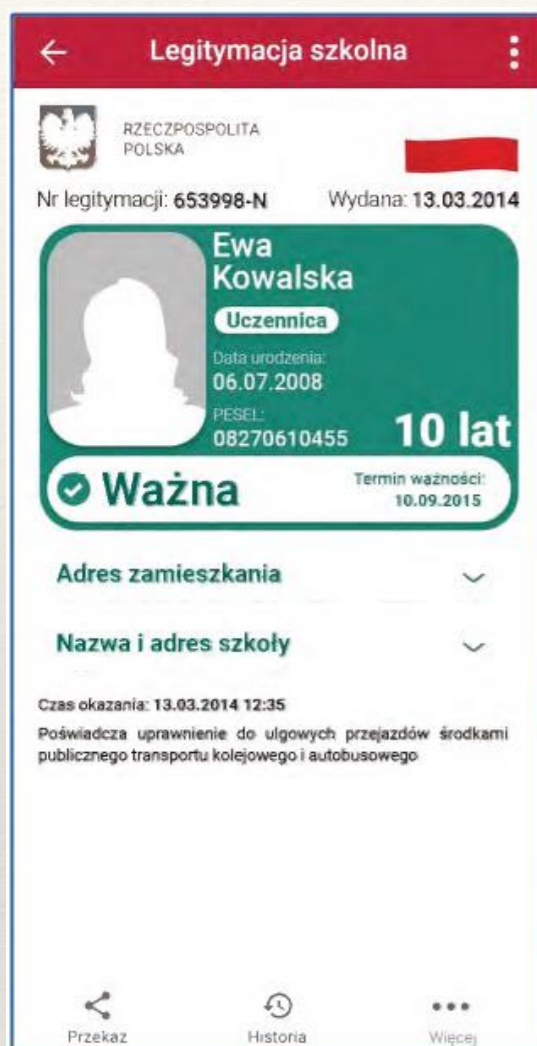 Legitymacja szkolna
RZECZPOSPOLITA
POLSKA
Nr legitymacji: 653998-N Wydana: 13.03.2014
Ewa
Kowalska
Uczennica
Data urodzenia:
06.07.2008
PESEL:
08270610455
10 lat
Ważna
Termin ważności:
10.09.2015
Adres zamieszkania
Nazwa i adres szkoły
Czas okazania: 13.03.2014 12:35
Poświadcza uprawnienie do ulgowych przejazdów środkami
publicznego transportu kolejowego i autobusowego
Przekaz Historia Więcej